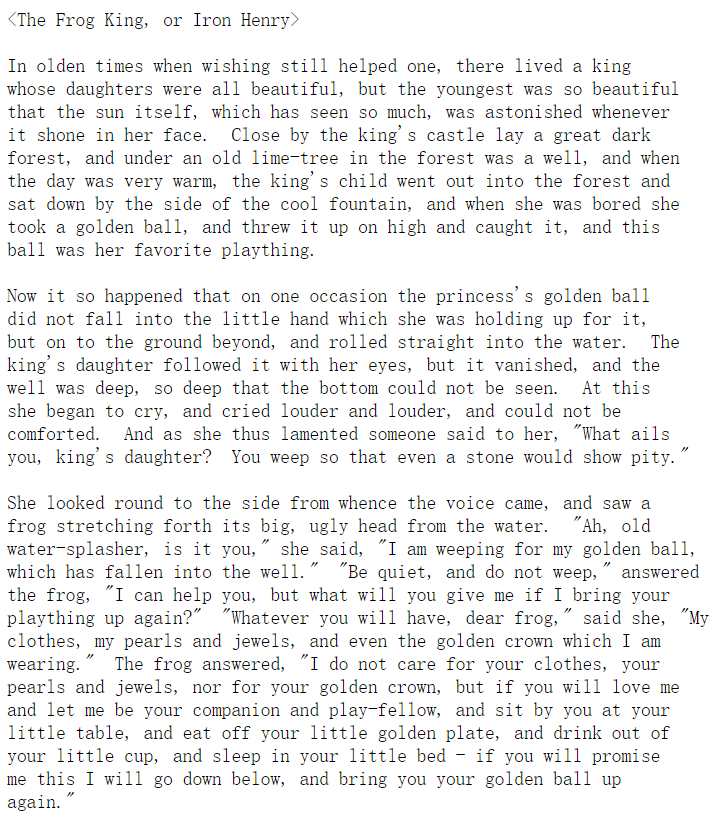 <The Frog King, or Iron Henry>

In olden times when wishing still helped one, there lived a king
whose daughters were all beautiful, but the youngest was so beautiful
that the sun itself, which has seen so much, was astonished whenever
it shone in her face.  Close by the king's castle lay a great dark
forest, and under an old lime-tree in the forest was a well, and when
the day was very warm, the king's child went out into the forest and
sat down by the side of the cool fountain, and when she was bored she
took a golden ball, and threw it up on high and caught it, and this
ball was her favorite plaything.

Now it so happened that on one occasion the princess's golden ball
did not fall into the little hand which she was holding up for it,
but on to the ground beyond, and rolled straight into the water.  The
king's daughter followed it with her eyes, but it vanished, and the
well was deep, so deep that the bottom could not be seen.  At this
she began to cry, and cried louder and louder, and could not be
comforted.  And as she thus lamented someone said to her, "What ails
you, king's daughter?  You weep so that even a stone would show pity."

She looked round to the side from whence the voice came, and saw a
frog stretching forth its big, ugly head from the water.  "Ah, old
water-splasher, is it you," she said, "I am weeping for my golden ball,
which has fallen into the well."  "Be quiet, and do not weep," answered
the frog, "I can help you, but what will you give me if I bring your
plaything up again?"  "Whatever you will have, dear frog," said she, "My
clothes, my pearls and jewels, and even the golden crown which I am
wearing."  The frog answered, "I do not care for your clothes, your
pearls and jewels, nor for your golden crown, but if you will love me
and let me be your companion and play-fellow, and sit by you at your
little table, and eat off your little golden plate, and drink out of
your little cup, and sleep in your little bed - if you will promise
me this I will go down below, and bring you your golden ball up
again."